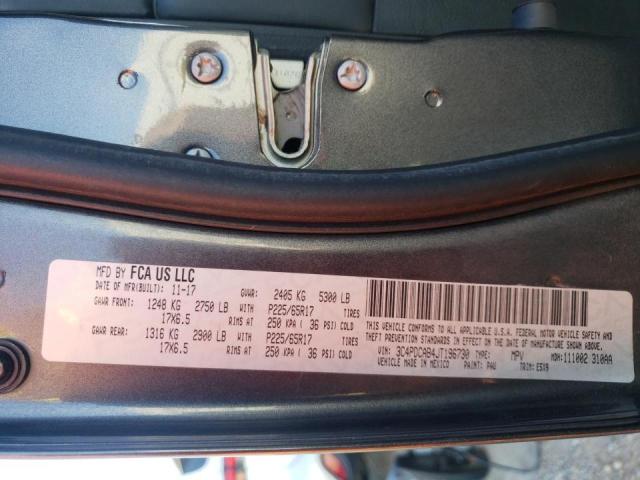 MFD BY FCA US LLC
DATE OF MFR(BUILT): 11-17 GVWR: 2405 KG 5300 LB
GAWR FRONT: 1248 KG 2750 LB WITH P225/65R17 TIRES
17X6.5 RIMS AT 250 KPA ( 36 PSI) COLD
GAWR REAR: 1316 KG 2900 LB WITH P225/65R17 TIRES
17X6.5 RIMS AT 250 KPA ( 36 PSI) COLD
THIS VEHICLE CONFORMS TO ALL APPLICABLE U.S.A. FEDERAL MOTOR VEHICLE SAFETY AND
THEFT PREVENTION STANDARDS IN EFFECT ON THE DATE OF MANUFACTURE SHOWN ABOVE.
VIN: 3C4PDCAB4JT196730 TYPE: MPV MDH: 111002 310AA
VEHICLE MADE IN MEXICO PAINT: PAU TRIM: E5X9